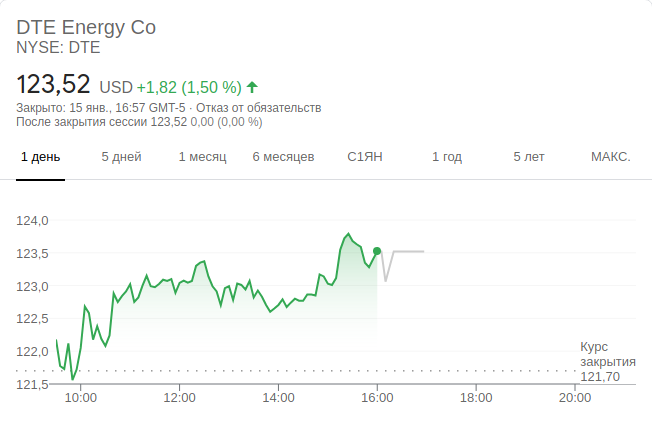 DTE Energy Co
NYSE: DTE
123,52 USD +1,82 (1,50 %)
Закрыто: 15 янв., 16:57 GMT-5 · Отказ от обязательств
После закрытия сессии 123,52 0,00 (0,00 %)
1 день 5 дней 1 месяц 6 месяцев С1ЯН 1 год 5 лет МАКС.
124,0
123,5
123,0
122,5
122,0
121,5
Курс
закрытия
121,70
10:00 12:00 14:00 16:00 18:00 20:00